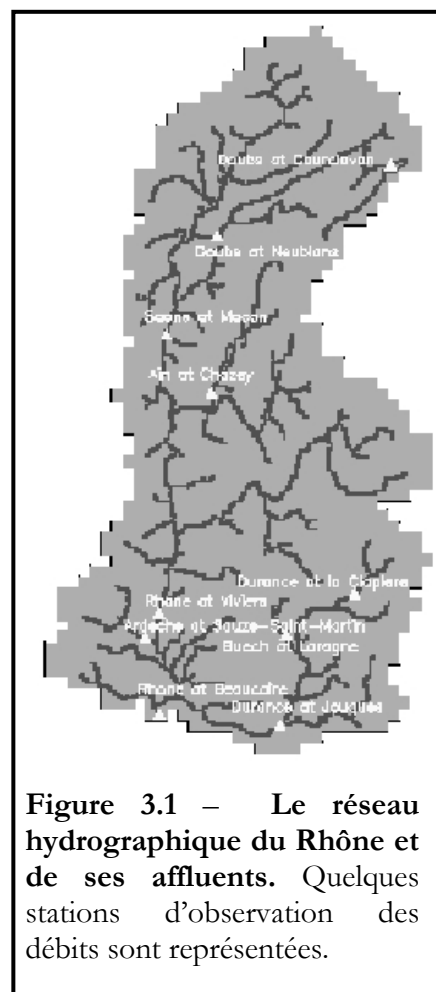 Doubs at Courclavon
Doubs at Neublans
Saone at Macon
Ain at Chazey
Durance at la Clapiere
Rhone at Viviers
Ardeche at Sauze-Saint-Martin
Buech at Laragne
Rhone at Beaucaire
Durance at Jouques
Figure 3.1 – Le réseau
hydrographique du Rhône et
de ses affluents. Quelques
stations d'observation des
débits sont représentées.